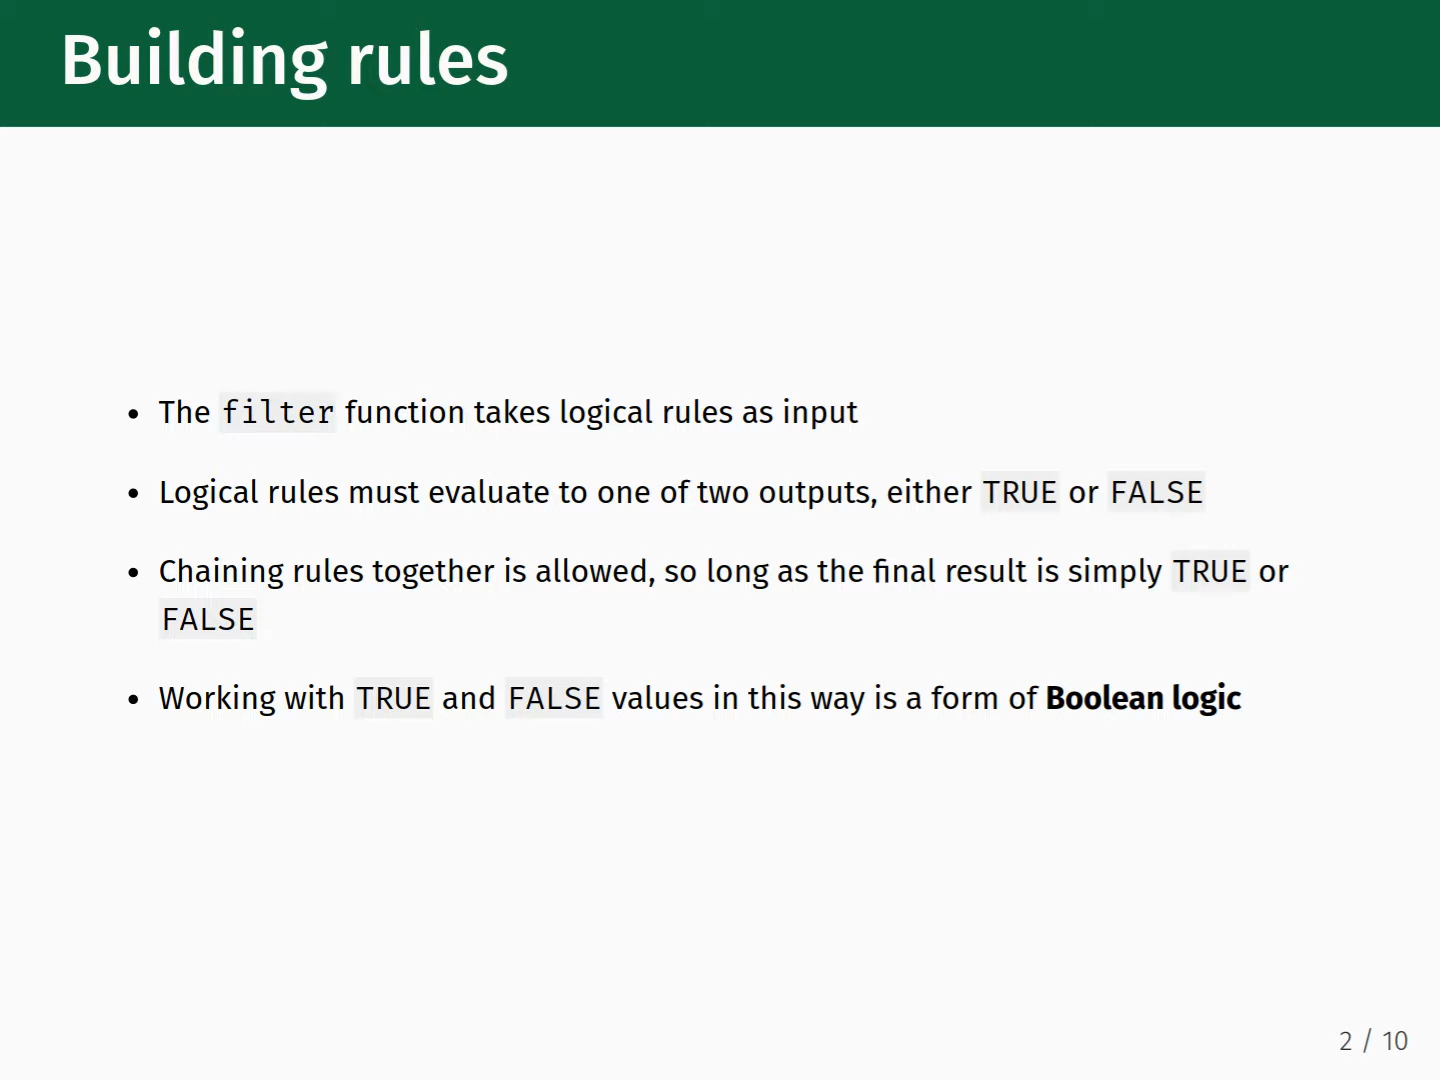 Building rules
• The filter function takes logical rules as input
• Logical rules must evaluate to one of two outputs, either TRUE or FALSE
• Chaining rules together is allowed, so long as the final result is simply TRUE or
FALSE
• Working with TRUE and FALSE values in this way is a form of Boolean logic
2 / 10